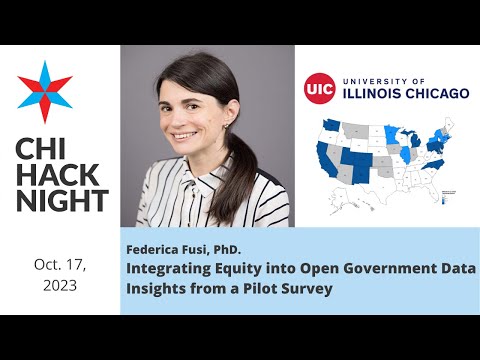 CHI
HACK
NIGHT
Oct. 17,
2023
UIC
UNIVERSITY OF
ILLINOIS CHICAGO
Federica Fusi, PhD.
Integrating Equity into Open Government Data
Insights from a Pilot Survey